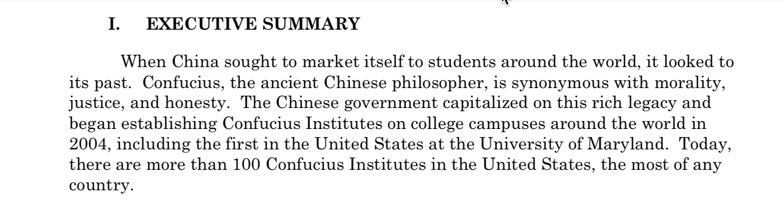 I. EXECUTIVE SUMMARY
When China sought to market itself to students around the world, it looked to
its past. Confucius, the ancient Chinese philosopher, is synonymous with morality,
justice, and honesty. The Chinese government capitalized on this rich legacy and
began establishing Confucius Institutes on college campuses around the world in
2004, including the first in the United States at the University of Maryland. Today,
there are more than 100 Confucius Institutes in the United States, the most of any
country.